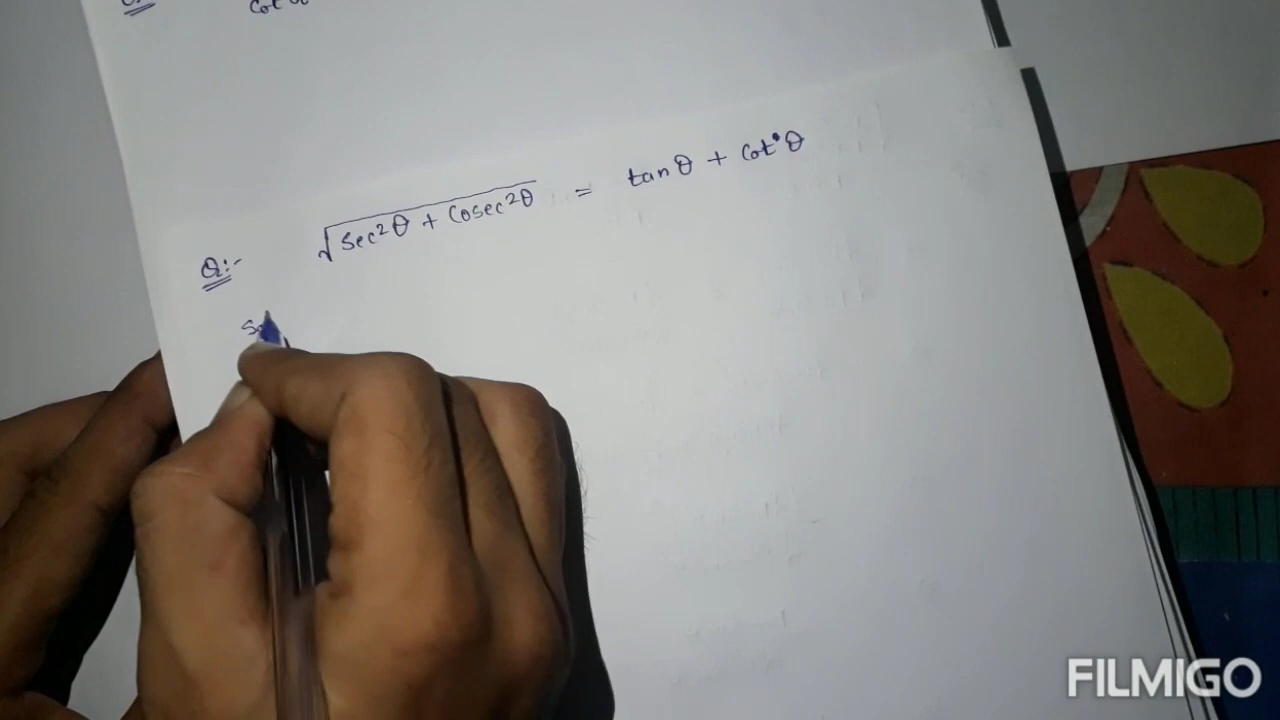 √sec²θ + cosec²θ = tanθ + cotθ
Q:-
FILMIGO